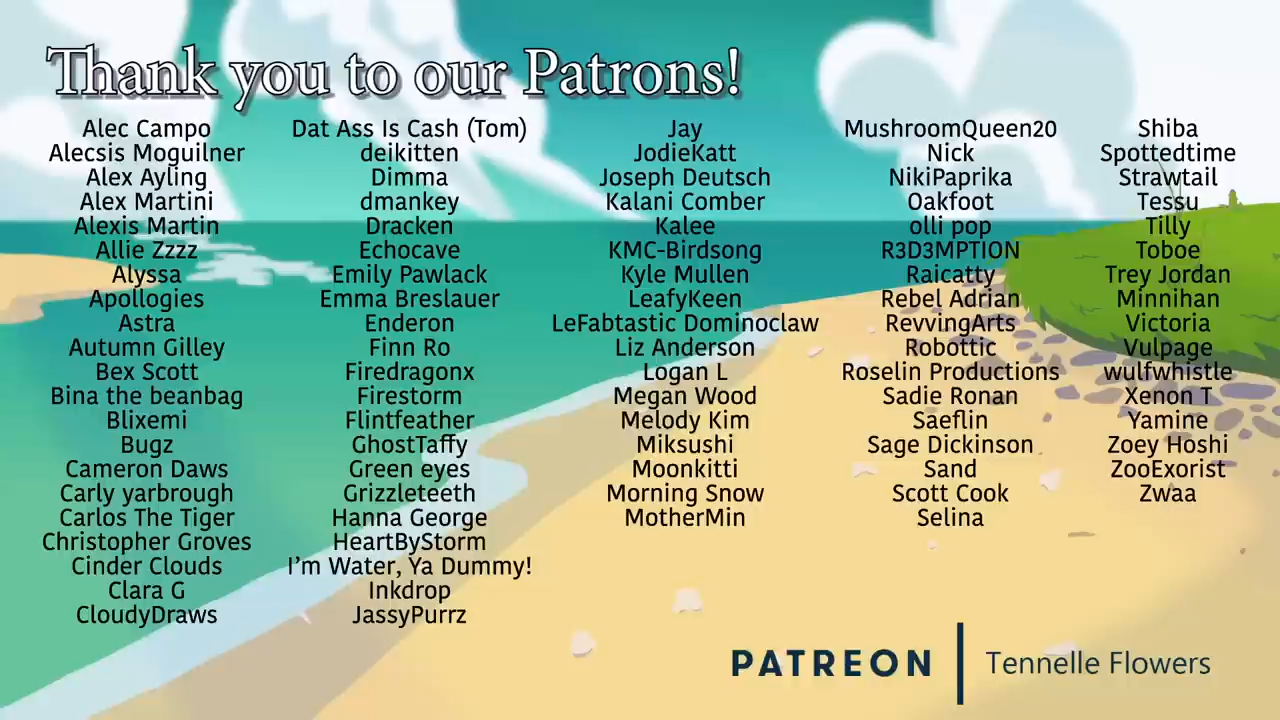 Thank you to our Patrons!
Alec Campo
Alecsis Moguilner
Alex Ayling
Alex Martini
Alexis Martin
Allie Zzzz
Alyssa
Apollogies
Astra
Autumn Gilley
Bex Scott
Bina the beanbag
Blixemi
Bugz
Cameron Daws
Carly yarbrough
Carlos The Tiger
Christopher Groves
Cinder Clouds
Clara G
CloudyDraws
Dat Ass Is Cash (Tom)
deikitten
Dimma
dmankey
Dracken
Echocave
Emily Pawlack
Emma Breslauer
Enderon
Finn Ro
Firedragonx
Firestorm
Flintfeather
GhostTaffy
Green eyes
Grizzleteeth
Hanna George
HeartByStorm
I'm Water, Ya Dummy!
Inkdrop
JassyPurrz
Jay
JodieKatt
Joseph Deutsch
Kalani Comber
Kalee
KMC-Birdsong
Kyle Mullen
LeafyKeen
LeFabtastic Dominoclaw
Liz Anderson
Logan L
Megan Wood
Melody Kim
Miksushi
Moonkitti
Morning Snow
MotherMin
MushroomQueen20
Nick
NikiPaprika
Oakfoot
olli pop
R3D3MPTION
Raicatty
Rebel Adrian
RevvingArts
Robottic
Roselin Productions
Sadie Ronan
Saeflin
Sage Dickinson
Sand
Scott Cook
Selina
Shiba
Spottedtime
Strawtail
Tessu
Tilly
Toboe
Trey Jordan
Minnihan
Victoria
Vulpage
wulfwhistle
Xenon T
Yamine
Zoey Hoshi
ZooExorist
Zwaa
PATREON | Tennelle Flowers